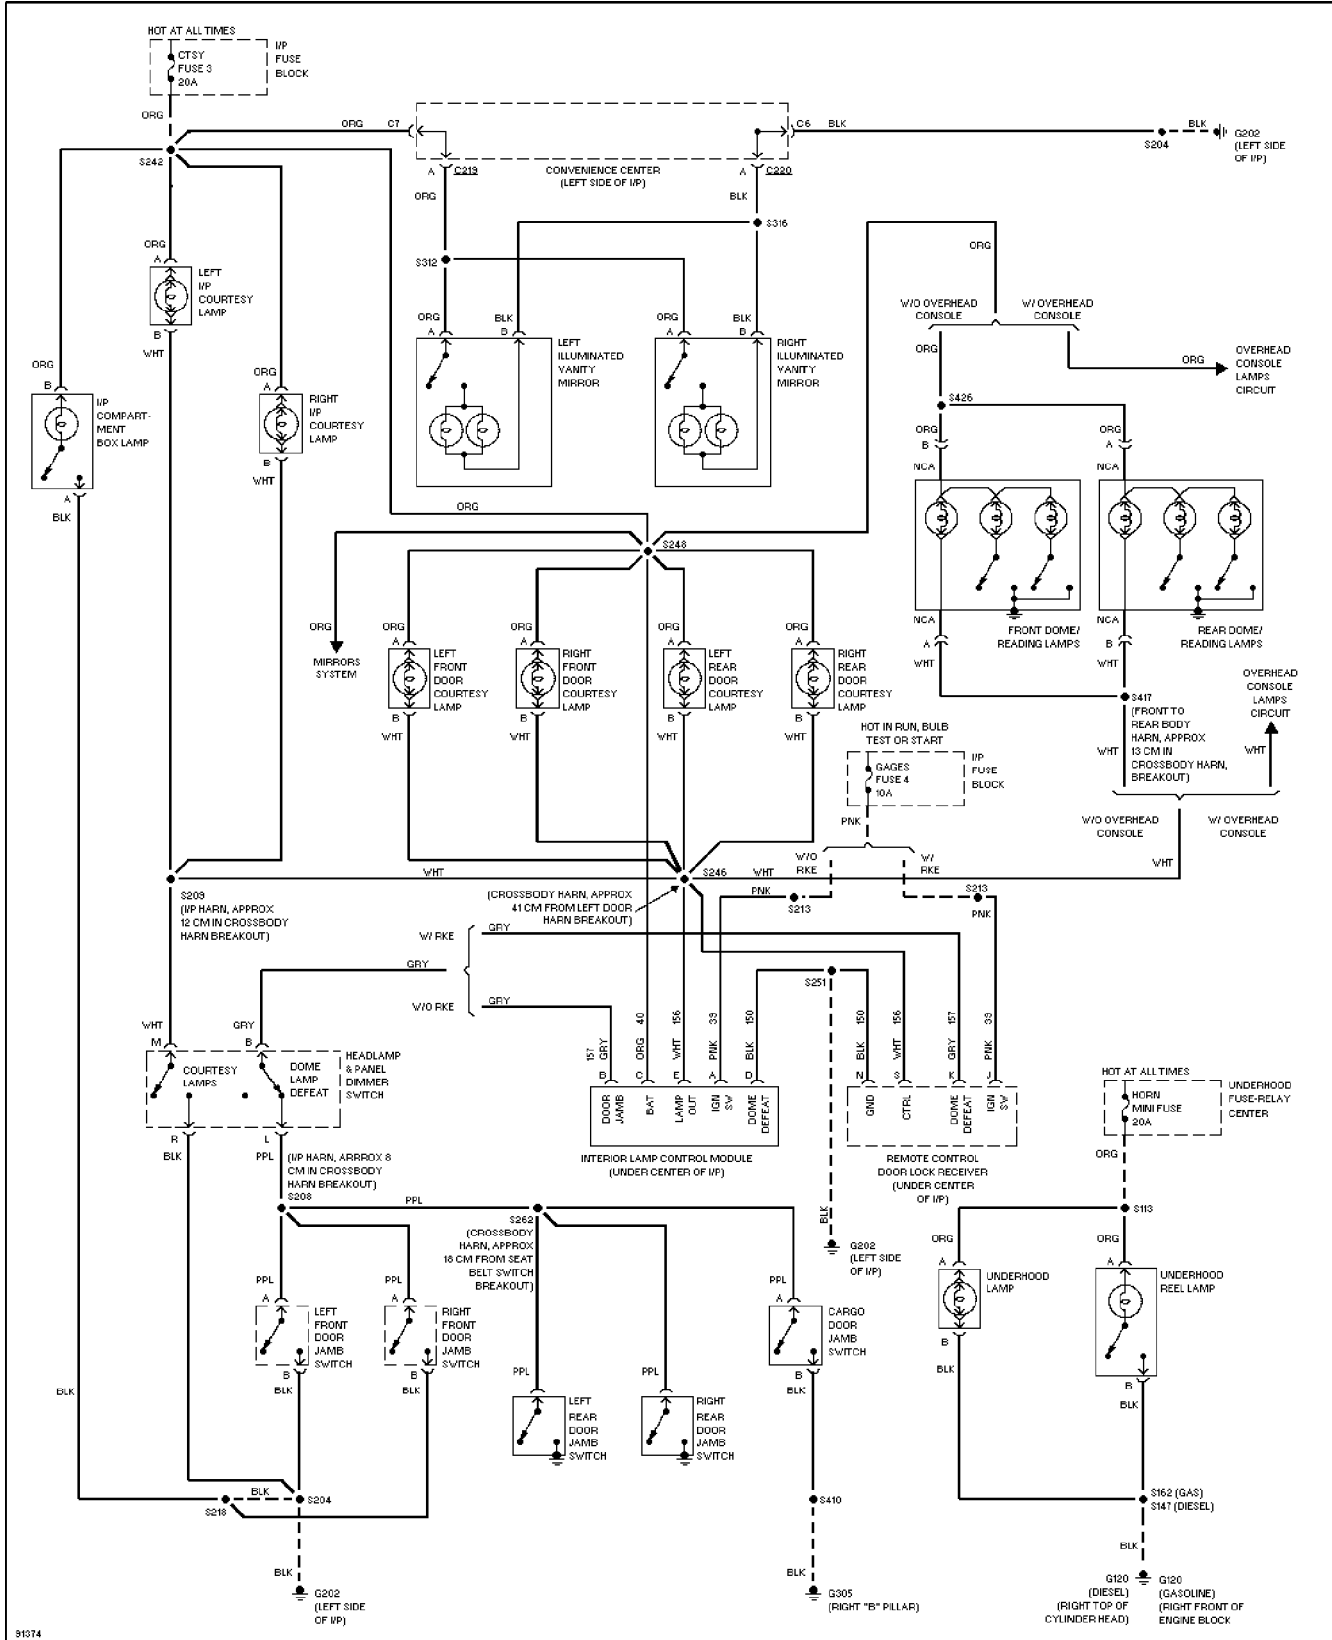 HOT AT ALL TIMES
CTSY
FUSE 3
20A
I/P
FUSE
BLOCK
ORG
ORG
C7
C6
BLK
BLK
S204
G202
(LEFT SIDE
OF I/P)
S242
A
C219
CONVENIENCE CENTER
(LEFT SIDE OF I/P)
A
C220
ORG
BLK
S316
S312
ORG
ORG
A
LEFT
I/P
COURTESY
LAMP
B
WHT
W/O OVERHEAD
CONSOLE
W/ OVERHEAD
CONSOLE
ORG
A
BLK
B
LEFT
ILLUMINATED
VANITY
MIRROR
ORG
A
BLK
B
RIGHT
ILLUMINATED
VANITY
MIRROR
ORG
ORG
OVERHEAD
CONSOLE
LAMPS
CIRCUIT
ORG
B
I/P
COMPART-
MENT
BOX LAMP
A
BLK
ORG
A
RIGHT
I/P
COURTESY
LAMP
B
WHT
S426
ORG
B
NCA
ORG
A
NCA
ORG
S248
NCA
A
WHT
FRONT DOME/
READING LAMPS
NCA
B
WHT
REAR DOME/
READING LAMPS
ORG
MIRRORS
SYSTEM
ORG
A
LEFT
FRONT
DOOR
COURTESY
LAMP
B
WHT
ORG
A
RIGHT
FRONT
DOOR
COURTESY
LAMP
B
WHT
ORG
A
LEFT
REAR
DOOR
COURTESY
LAMP
B
WHT
ORG
A
RIGHT
REAR
DOOR
COURTESY
LAMP
B
WHT
S417
(FRONT TO
REAR BODY
HARN, APPROX
13 CM IN
CROSSBODY HARN,
BREAKOUT)
WHT
OVERHEAD
CONSOLE
LAMPS
CIRCUIT
WHT
HOT IN RUN, BULB
TEST OR START
GAGES
FUSE 4
10A
I/P
FUSE
BLOCK
PNK
W/O OVERHEAD
CONSOLE
W/ OVERHEAD
CONSOLE
W/O
RKE
W/
RKE
WHT
WHT
S246
WHT
S209
(I/P HARN, APPROX
12 CM IN CROSSBODY
HARN BREAKOUT)
(CROSSBODY HARN, APPROX
41 CM FROM LEFT DOOR
HARN BREAKOUT)
PNK
S213
S213
PNK
W/ RKE
GRY
GRY
W/O RKE
GRY
S251
WHT
M
GRY
B
COURTESY
LAMPS
DOME
LAMP
DEFEAT
HEADLAMP
& PANEL
DIMMER
SWITCH
R
BLK
L
PPL
157
GRY
B
DOOR
JAMB
40
ORG
C
BAT
156
WHT
E
LAMP
OUT
39
PNK
A
IGN
SW
150
BLK
D
DOME
DEFEAT
INTERIOR LAMP CONTROL MODULE
(UNDER CENTER OF I/P)
150
BLK
N
GND
156
WHT
S
CTRL
157
GRY
K
DOME
DEFEAT
39
PNK
J
IGN
SW
REMOTE CONTROL
DOOR LOCK RECEIVER
(UNDER CENTER
OF I/P)
HOT AT ALL TIMES
HORN
MINI FUSE
20A
UNDERHOOD
FUSE-RELAY
CENTER
ORG
(I/P HARN, ARRROX 8
CM IN CROSSBODY
HARN BREAKOUT)
S208
PPL
S262
(CROSSBODY
HARN, APPROX
18 CM FROM SEAT
BELT SWITCH
BREAKOUT)
BLK
G202
(LEFT SIDE
OF I/P)
S113
ORG
A
UNDERHOOD
LAMP
B
BLK
ORG
A
UNDERHOOD
REEL LAMP
B
BLK
PPL
A
LEFT
FRONT
DOOR
JAMB
SWITCH
B
BLK
PPL
A
RIGHT
FRONT
DOOR
JAMB
SWITCH
B
BLK
PPL
A
CARGO
DOOR
JAMB
SWITCH
B
BLK
PPL
LEFT
REAR
DOOR
JAMB
SWITCH
PPL
RIGHT
REAR
DOOR
JAMB
SWITCH
BLK
BLK
S218
S204
S410
S162 (GAS)
S147 (DIESEL)
BLK
G202
(LEFT SIDE
OF I/P)
BLK
G305
(RIGHT "B" PILLAR)
BLK
G120
(DIESEL)
(RIGHT TOP OF
CYLINDER HEAD)
G120
(GASOLINE)
(RIGHT FRONT OF
ENGINE BLOCK
91374